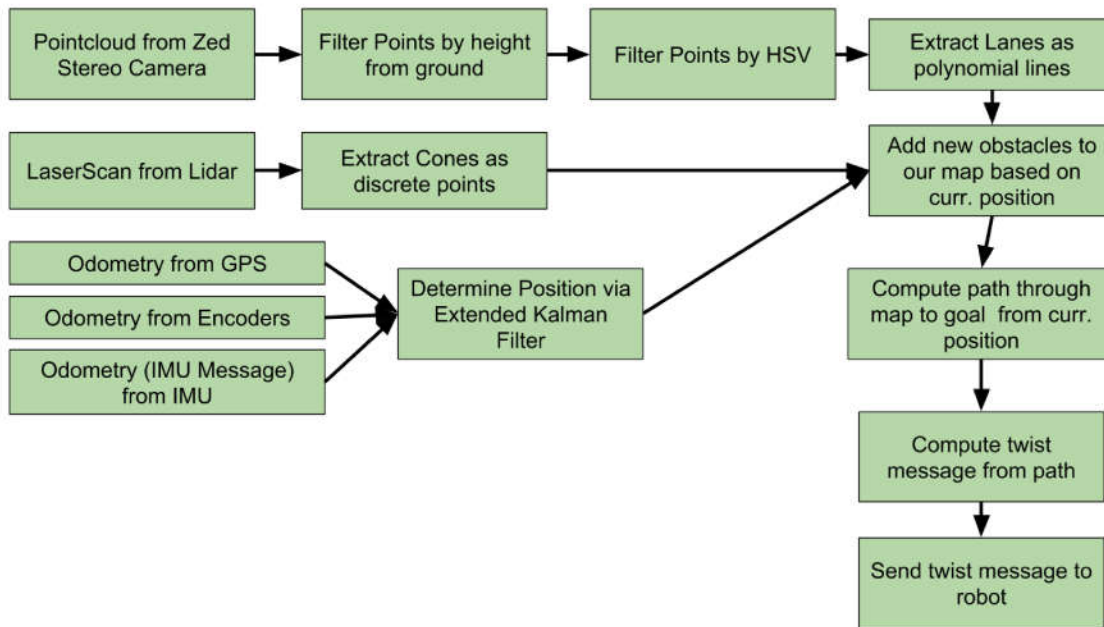 Pointcloud from Zed
Stereo Camera
Filter Points by height
from ground
Filter Points by HSV
Extract Lanes as
polynomial lines
LaserScan from Lidar
Extract Cones as
discrete points
Add new obstacles to
our map based on
curr. position
Odometry from GPS
Odometry from Encoders
Odometry (IMU Message)
from IMU
Determine Position via
Extended Kalman
Filter
Compute path through
map to goal from curr.
position
Compute twist
message from path
Send twist message to
robot